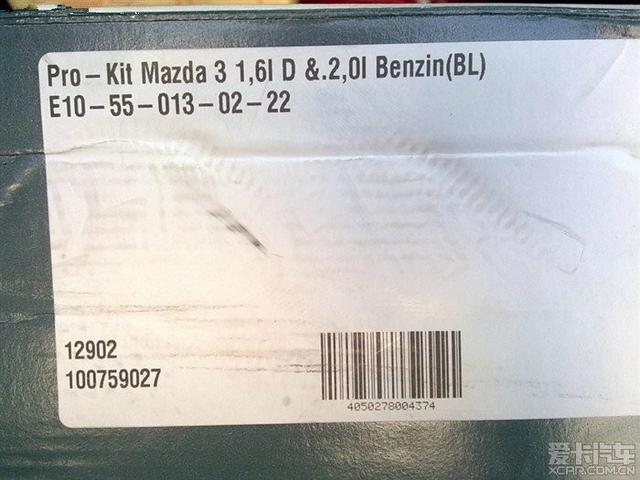 Pro-Kit Mazda 3 1,6l D &.2,0l Benzin(BL)
E10-55-013-02-22
12902
100759027
4050278004374
爱卡汽车
XCAR.COM.CN